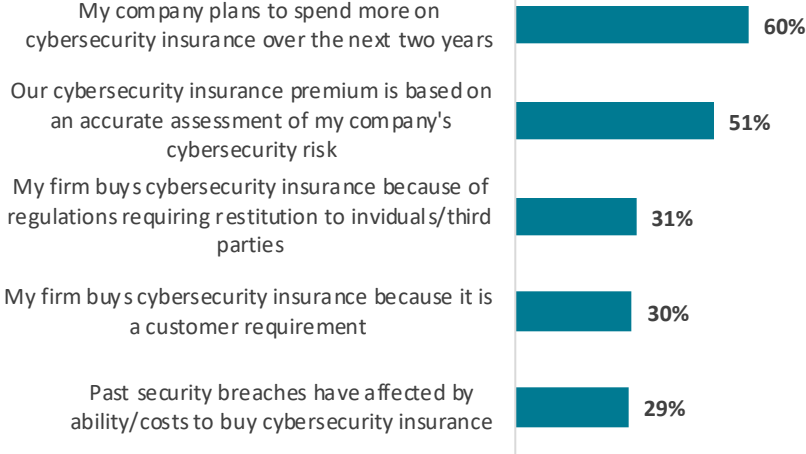 My company plans to spend more on
cybersecurity insurance over the next two years
60%
Our cybersecurity insurance premium is based on
an accurate assessment of my company's
cybersecurity risk
51%
My firm buys cybersecurity insurance because of
regulations requiring restitution to inviduals/third
parties
31%
My firm buys cybersecurity insurance because it is
a customer requirement
30%
Past security breaches have affected by
ability/costs to buy cybersecurity insurance
29%